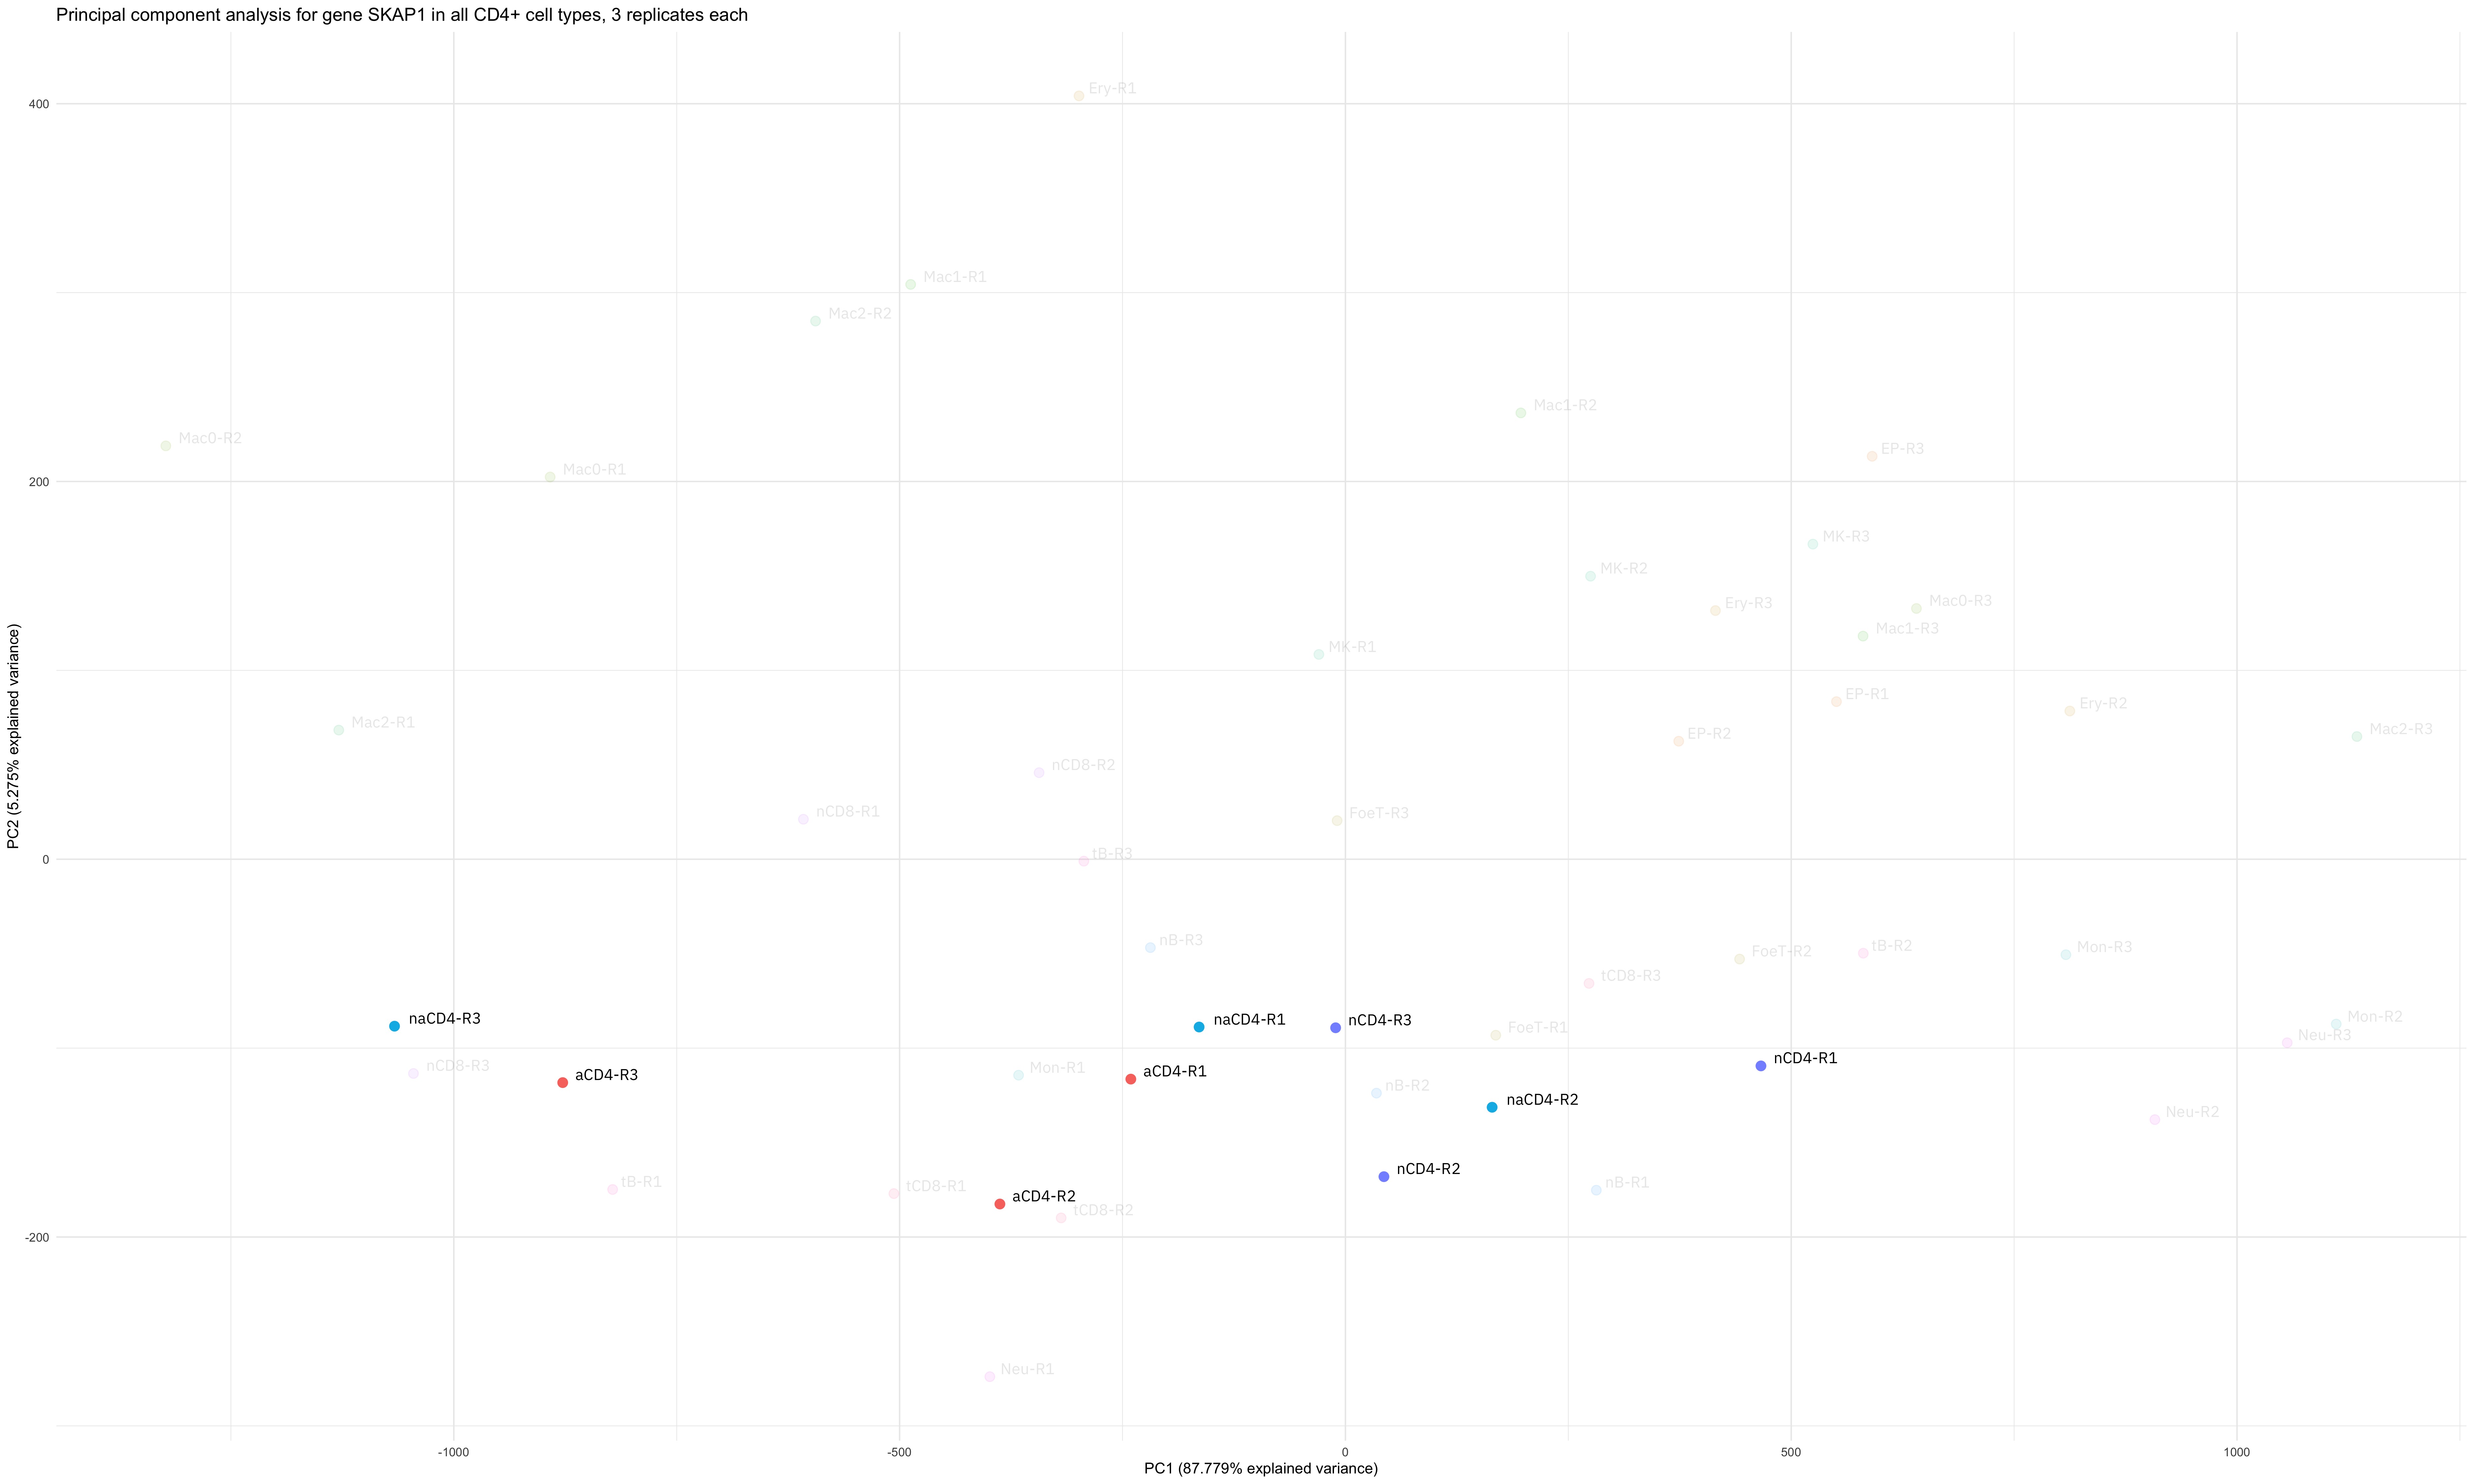 Principal component analysis for gene SKAP1 in all CD4+ cell types, 3 replicates each
Ery-R1
400
Mac1-R1
Mac2-R2
Mac1-R2
Mac0-R2
EP-R3
Mac0-R1
200
MK-R3
MK-R2
Mac0-R3
Ery-R3
Mac1-R3
MK-R1
EP-R1
Ery-R2
Mac2-R1
Mac2-R3
EP-R2
PC2 (5.275% explained variance)
nCD8-R2
nCD8-R1
FoeT-R3
tB-R3
0
nB-R3
tB-R2
Mon-R3
FoeT-R2
tCD8-R3
Mon-R2
naCD4-R3
naCD4-R1
nCD4-R3
FoeT-R1
Neu-R3
nCD4-R1
nCD8-R3
Mon-R1
aCD4-R1
aCD4-R3
nB-R2
naCD4-R2
Neu-R2
nCD4-R2
tB-R1
nB-R1
tCD8-R1
aCD4-R2
tCD8-R2
-200
Neu-R1
-1000
-500
0
500
1000
PC1 (87.779% explained variance)